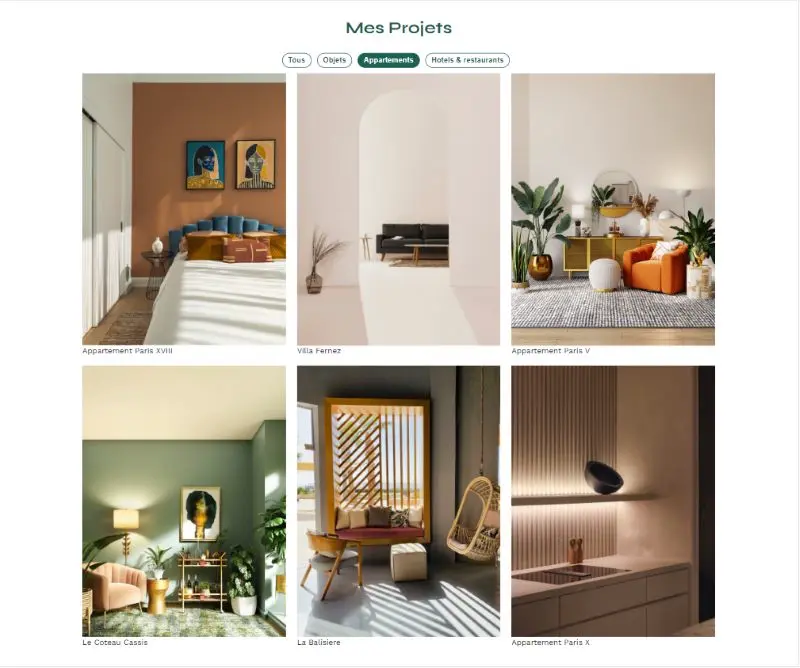 Mes Projets
Tous
Objets
Appartements
Hotels & restaurants
Appartement Paris XVIII
Villa Fernez
Appartement Paris V
Le Coteau Cassis
La Balisiere
Appartement Paris X